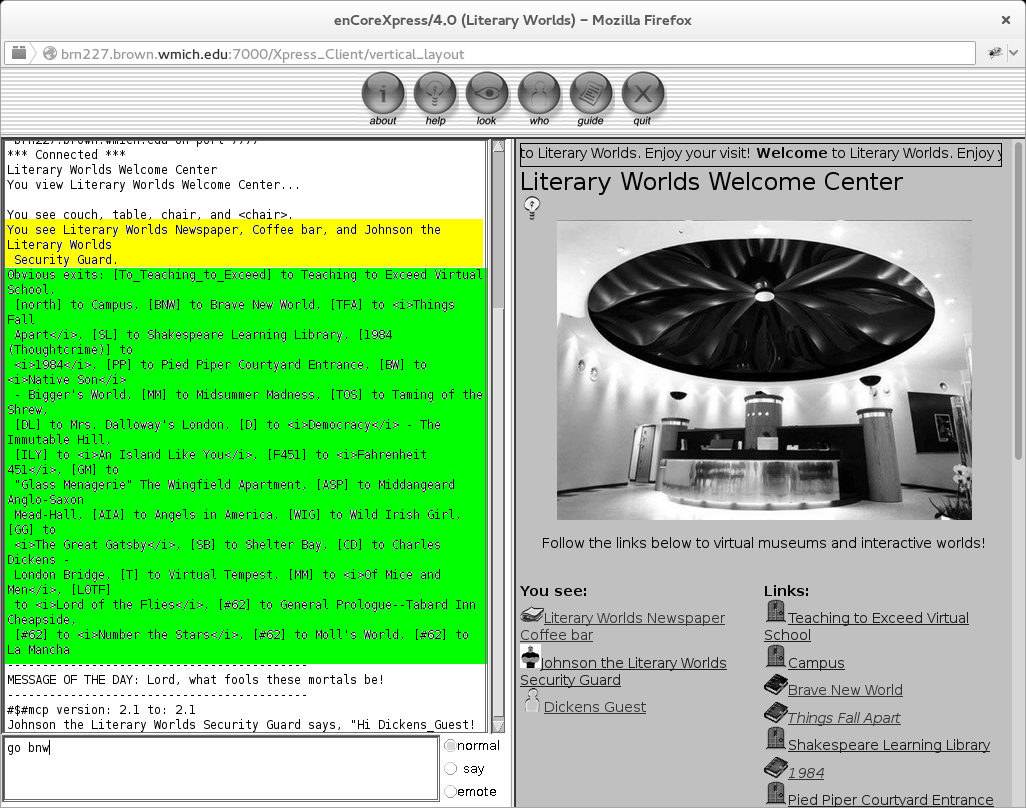 enCoreXpress/4.0 (Literary Worlds) – Mozilla Firefox
brn227.brown.wmich.edu:7000/Xpress_Client/vertical_layout
about help look who guide quit
brn227.brown.wmich.edu on port 7777
*** Connected ***
Literary Worlds Welcome Center
You view Literary Worlds Welcome Center...
You see couch, table, chair, and <chair>.
You see Literary Worlds Newspaper, Coffee bar, and Johnson the
Literary Worlds
Security Guard.
Obvious exits: [To_Teaching_to_Exceed] to Teaching to Exceed Virtual
School,
[north] to Campus. [BNW] to Brave New World. [TFA] to <i>Things
Fall
Apart</i>. [SL] to Shakespeare Learning Library. [1984
(Thoughtcrime)] to
<i>1984</i>. [PP] to Pied Piper Courtyard Entrance. [BW] to
<i>Native Son</i>
- Bigger's World. [MM] to Midsummer Madness. [TOS] to Taming of the
Shrew.
[DL] to Mrs. Dalloway's London. [D] to <i>Democracy</i> - The
Immutable Hill,
[ILY] to <i>An Island Like You</i>. [F451] to <i>Fahrenheit
451</i>. [GM] to
"Glass Menagerie" The Wingfield Apartment. [ASP] to Middangeard
Anglo-Saxon
Mead-Hall. [AIA] to Angels in America. [WIG] to Wild Irish Girl.
[GG] to
<i>The Great Gatsby</i>. [SB] to Shelter Bay. [CD] to Charles
Dickens -
London Bridge. [T] to Virtual Tempest. [MM] to <i>Of Mice and
Men</i>. [LOTF]
to <i>Lord of the Flies</i>. [#62] to General Prologue--Tabard Inn
Cheapside,
[#62] to <i>Number the Stars</i>. [#62] to Moll's World. [#62] to
La Mancha
----------------------------------------
MESSAGE OF THE DAY: Lord, what fools these mortals be!
----------------------------------------
#$#mcp version: 2.1 to: 2.1
Johnson the Literary Worlds Security Guard says, "Hi Dickens_Guest!
go bnw
normal
say
emote
to Literary Worlds. Enjoy your visit! Welcome to Literary Worlds. Enjoy y
Literary Worlds Welcome Center
Follow the links below to virtual museums and interactive worlds!
You see:
Literary Worlds Newspaper
Coffee bar
Johnson the Literary Worlds
Security Guard
Dickens Guest
Links:
Teaching to Exceed Virtual
School
Campus
Brave New World
Things Fall Apart
Shakespeare Learning Library
1984
Pied Piper Courtyard Entrance